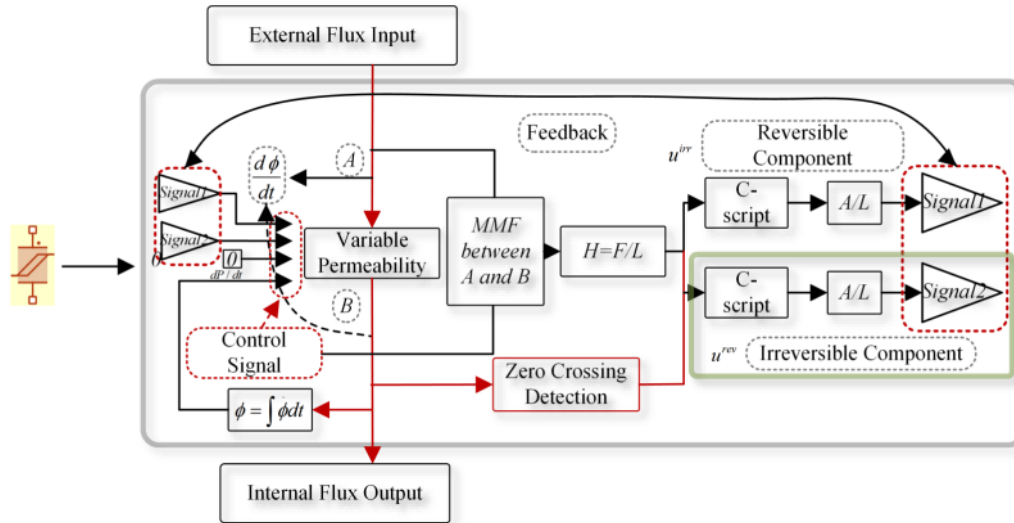 External Flux Input
Feedback
u^{irr}
Reversible
Component
dϕ/dt
A
Signal1
Signal2
0
0
dP / dt
Variable
Permeability
MMF
between
A and B
H=F/L
C-
script
A/L
Signal1
C-
script
A/L
Signal2
B
Control
Signal
u^{rev}
Irreversible Component
Zero Crossing
Detection
ϕ = ∫ ϕ̇dt
Internal Flux Output